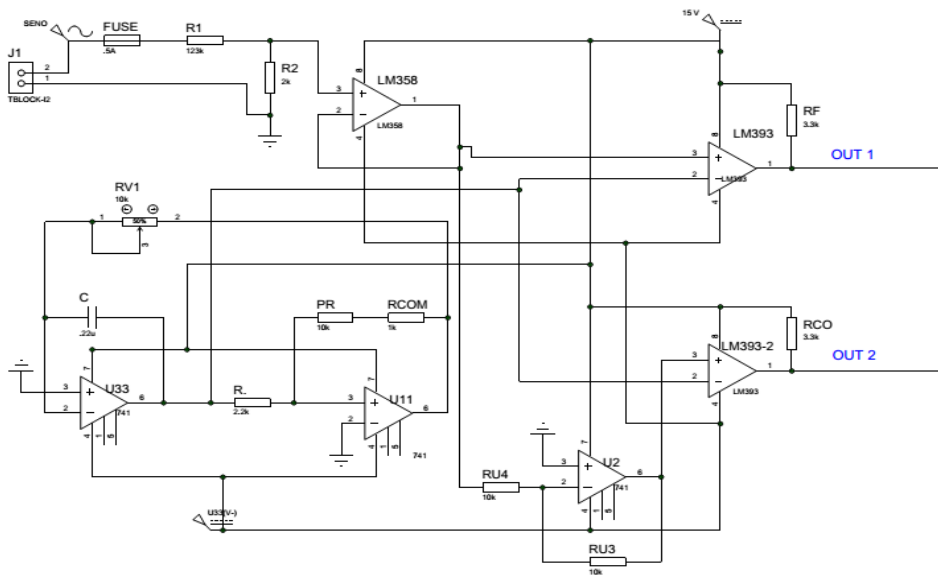 SENO
FUSE
.5A
R1
123k
J1
2
1
TBLOCK-I2
R2
2k
15 V
8
3
2
1
4
LM358
LM358
RF
3.3k
LM393
8
3
2
1
4
LM393
OUT 1
RV1
10k
1
50%
2
3
C
.22u
PR
10k
RCOM
1k
RCO
3.3k
LM393-2
8
3
2
1
4
LM393
OUT 2
U33
7
3
2
6
4
1
5
741
R.
2.2k
U11
7
3
2
6
4
1
5
741
U2
7
3
2
6
4
1
5
741
RU4
10k
U33(V-)
RU3
10k